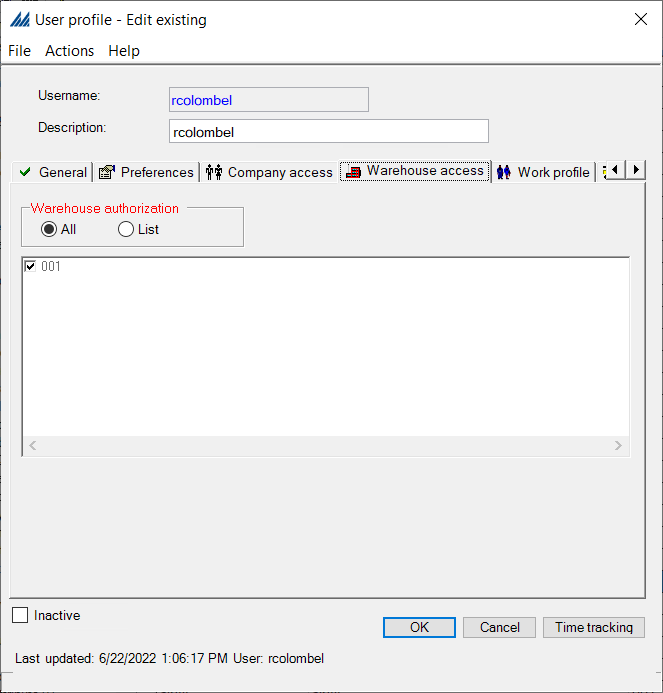 User profile - Edit existing
File Actions Help
Username: rcolombel
Description: rcolombel
General Preferences Company access Warehouse access Work profile
Warehouse authorization
All List
001
Inactive
OK Cancel Time tracking
Last updated: 6/22/2022 1:06:17 PM User: rcolombel